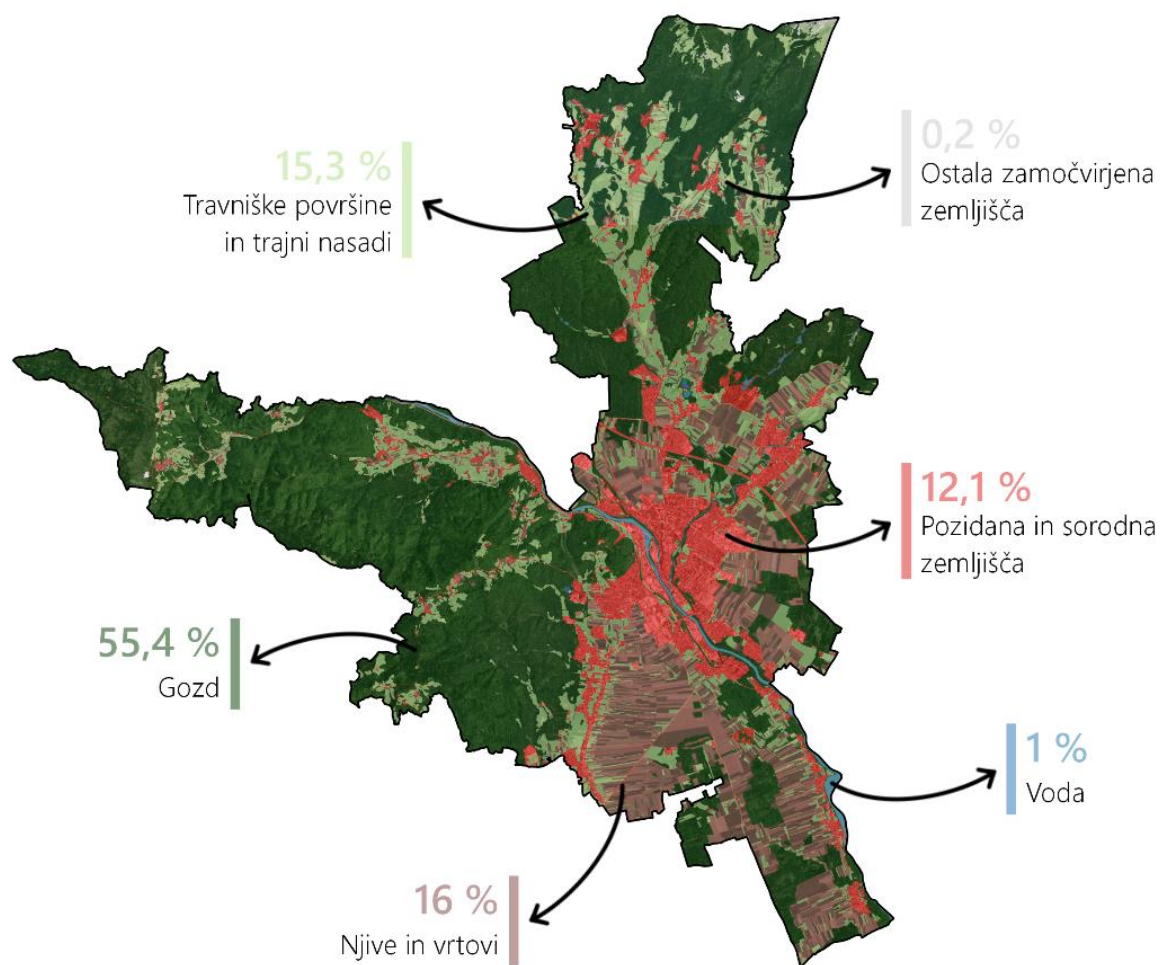 0,2 %
Ostala zamočvirjena
zemljišča
15,3 %
Travniške površine
in trajni nasadi
12,1 %
Pozidana in sorodna
zemljišča
55,4 %
Gozd
1 %
Voda
16 %
Njive in vrtovi